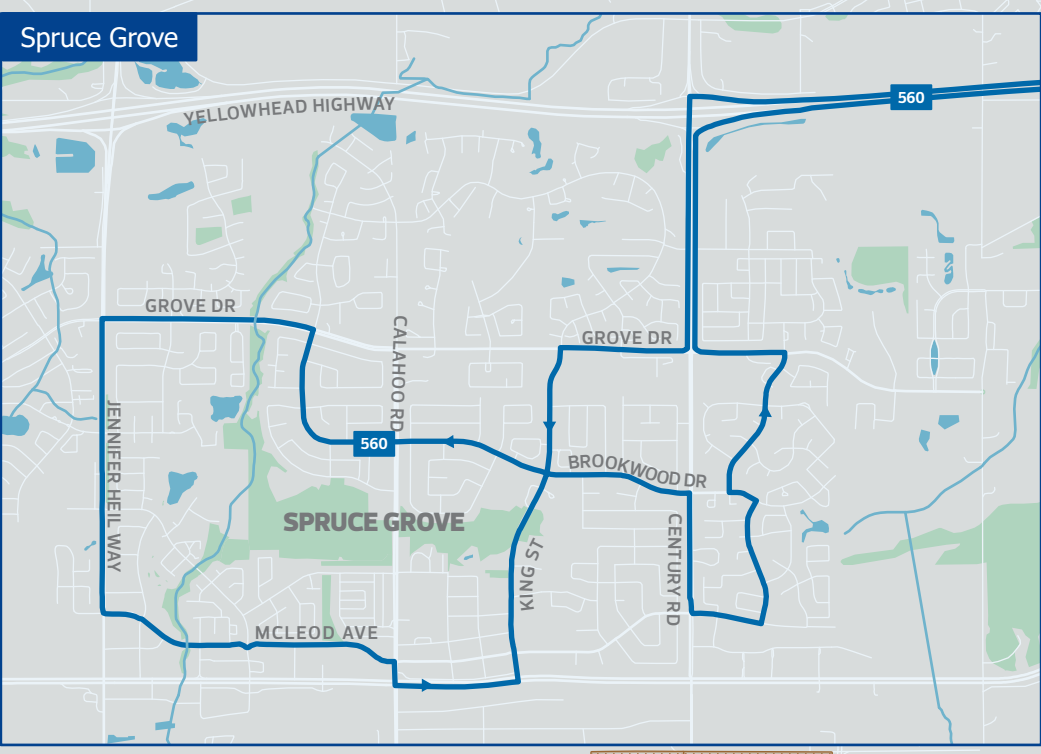 Spruce Grove
YELLOWHEAD HIGHWAY
560
GROVE DR
CALAHOO RD
GROVE DR
JENNIFER HEIL WAY
560
BROOKWOOD DR
SPRUCE GROVE
KING ST
CENTURY RD
MCLEOD AVE